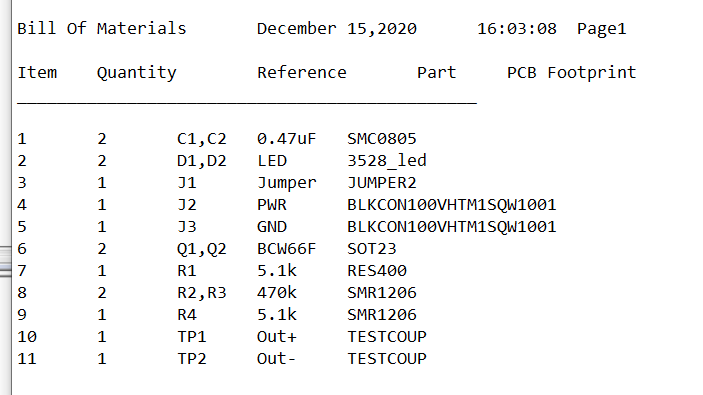 Bill Of Materials December 15,2020 16:03:08 Page1
Item Quantity Reference Part PCB Footprint
______________________________________________
1 2 C1,C2 0.47uF SMC0805
2 2 D1,D2 LED 3528_led
3 1 J1 Jumper JUMPER2
4 1 J2 PWR BLKCON100VHTM1SQW1001
5 1 J3 GND BLKCON100VHTM1SQW1001
6 2 Q1,Q2 BCW66F SOT23
7 1 R1 5.1k RES400
8 2 R2,R3 470k SMR1206
9 1 R4 5.1k SMR1206
10 1 TP1 Out+ TESTCOUP
11 1 TP2 Out- TESTCOUP